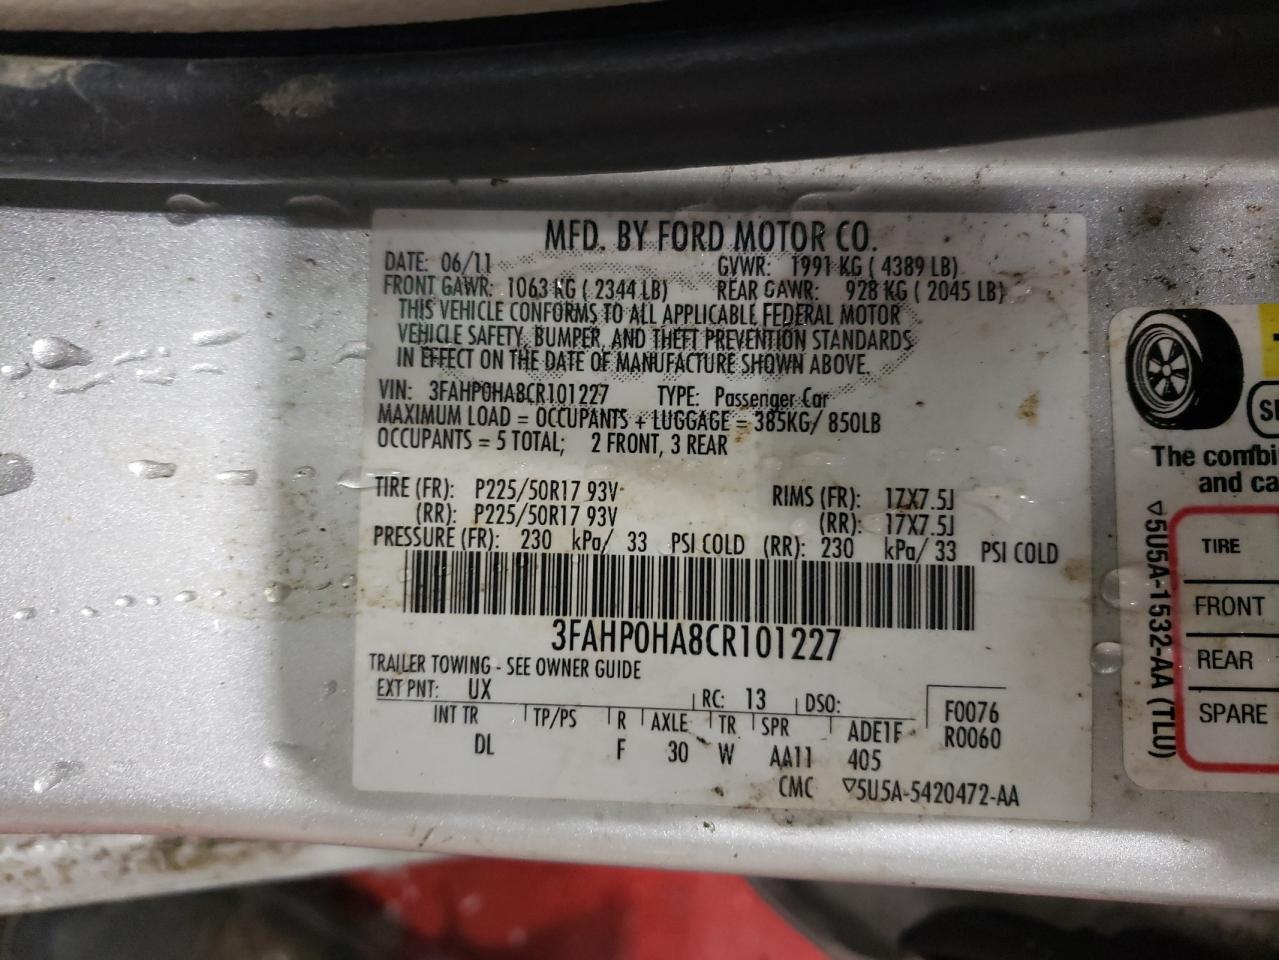 MFD. BY FORD MOTOR CO.
DATE: 06/11 GVWR: 1991 KG ( 4389 LB)
FRONT GAWR: 1063 KG ( 2344 LB) REAR GAWR: 928 KG ( 2045 LB)
THIS VEHICLE CONFORMS TO ALL APPLICABLE FEDERAL MOTOR
VEHICLE SAFETY, BUMPER, AND THEFT PREVENTION STANDARDS
IN EFFECT ON THE DATE OF MANUFACTURE SHOWN ABOVE.
VIN: 3FAHP0HA8CR101227 TYPE: Passenger Car
MAXIMUM LOAD = OCCUPANTS + LUGGAGE = 385KG/ 850LB
OCCUPANTS = 5 TOTAL; 2 FRONT, 3 REAR
TIRE (FR): P225/50R17 93V RIMS (FR): 17X7.5J
(RR): P225/50R17 93V (RR): 17X7.5J
PRESSURE (FR): 230 kPa/ 33 PSI COLD (RR): 230 kPa/ 33 PSI COLD
3FAHP0HA8CR101227
TRAILER TOWING - SEE OWNER GUIDE
EXT PNT: UX RC: 13 DSO: F0076
INT TR TP/PS R AXLE TR SPR ADE1F R0060
DL F 30 W AA11 405
CMC ▽5U5A-5420472-AA
The combi
and ca
▽5U5A-1532-AA (TLU)
TIRE
FRONT
REAR
SPARE